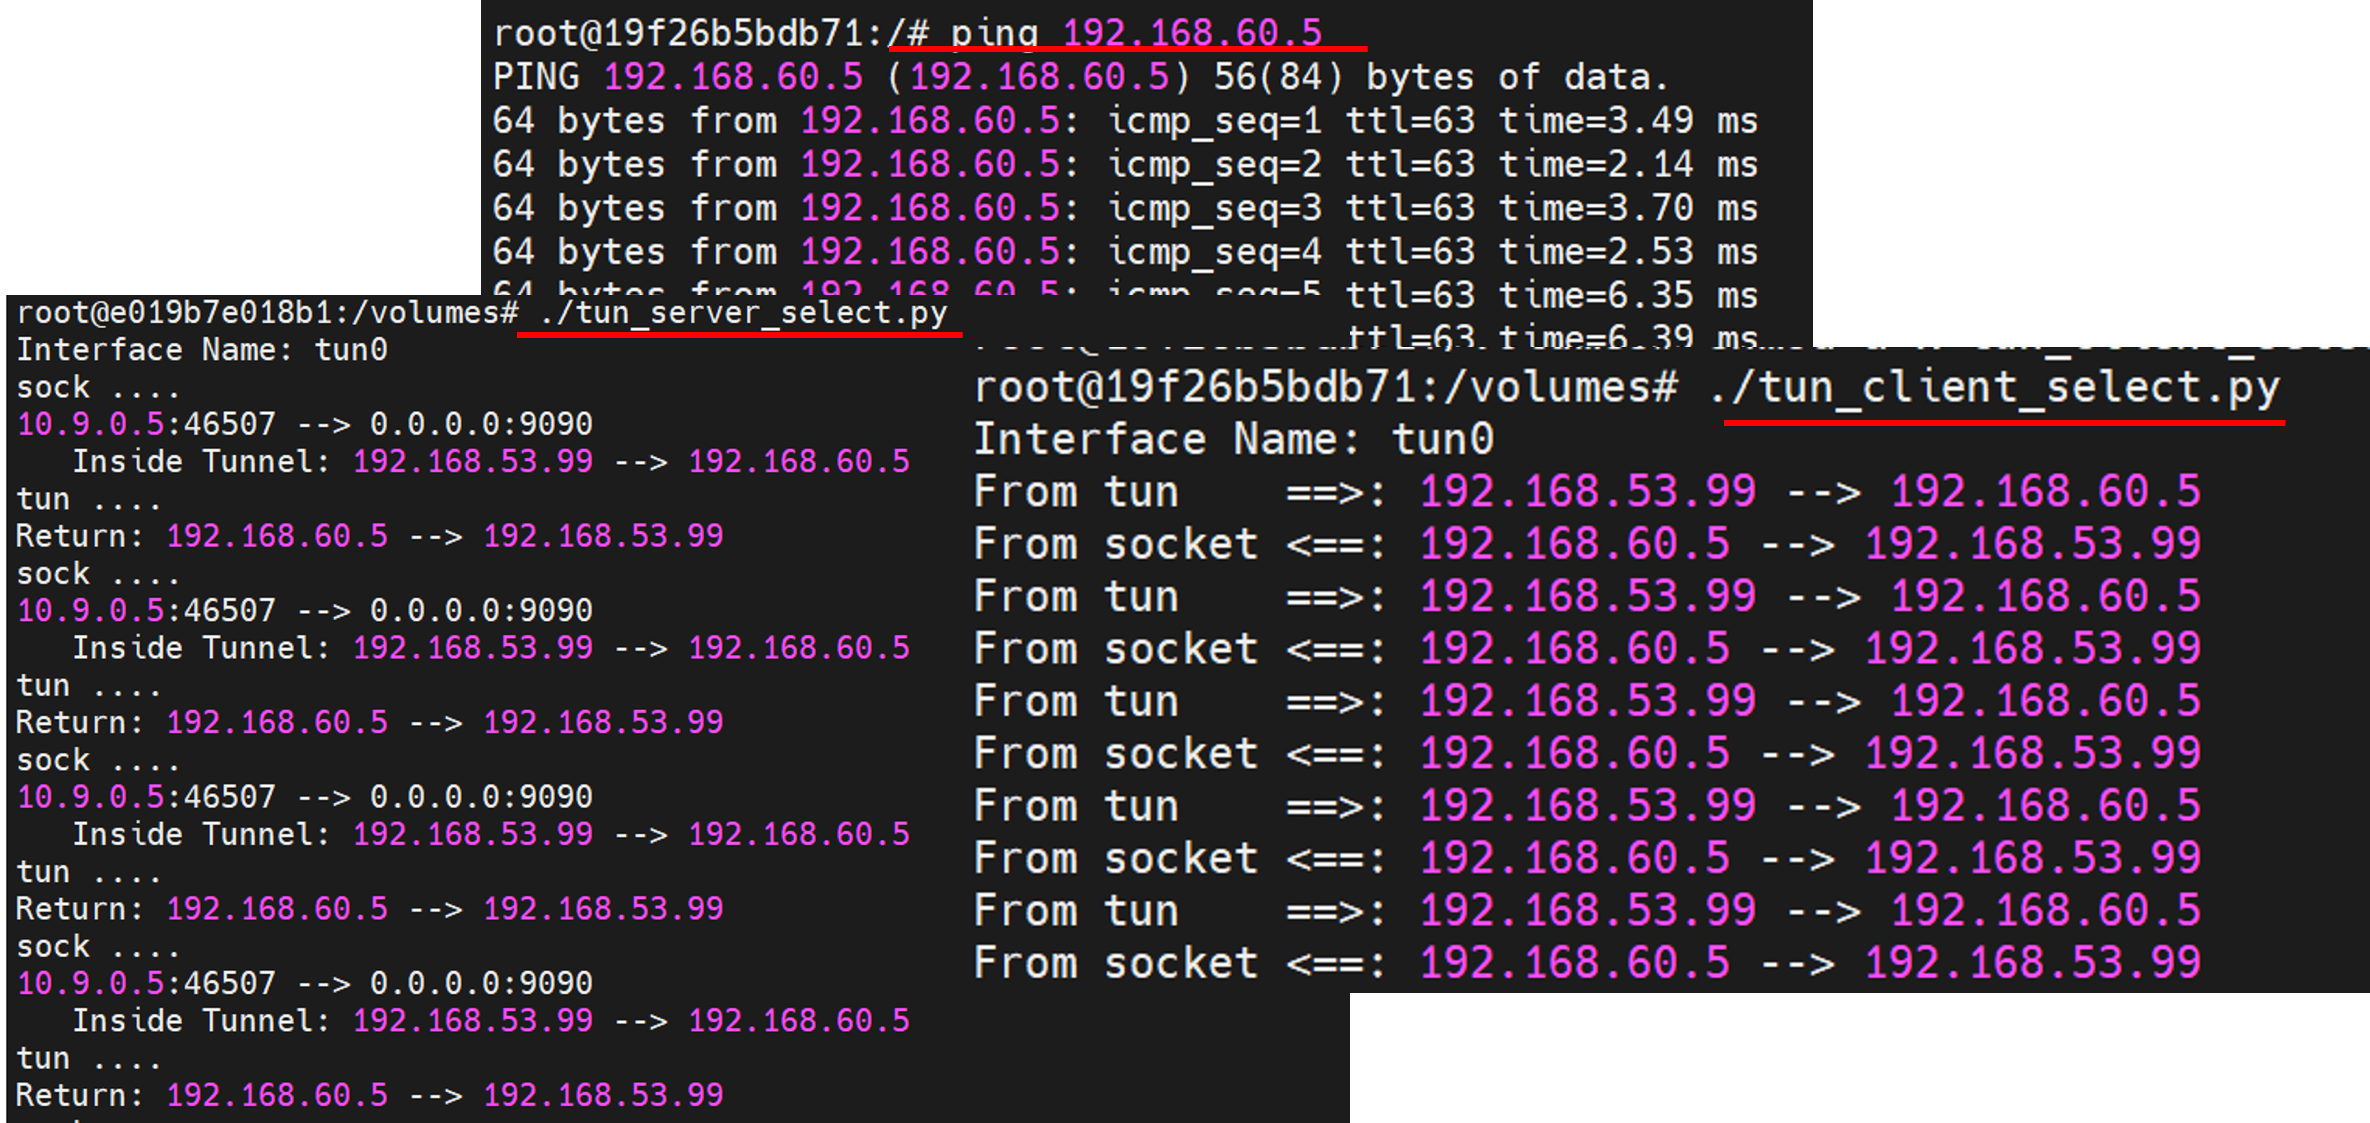 root@19f26b5bdb71:/# ping 192.168.60.5
PING 192.168.60.5 (192.168.60.5) 56(84) bytes of data.
64 bytes from 192.168.60.5: icmp_seq=1 ttl=63 time=3.49 ms
64 bytes from 192.168.60.5: icmp_seq=2 ttl=63 time=2.14 ms
64 bytes from 192.168.60.5: icmp_seq=3 ttl=63 time=3.70 ms
64 bytes from 192.168.60.5: icmp_seq=4 ttl=63 time=2.53 ms
64 bytes from 192.168.60.5: icmp_seq=5 ttl=63 time=6.35 ms
ttl=63 time=6.39 ms
root@e019b7e018b1:/volumes# ./tun_server_select.py
Interface Name: tun0
sock ....
10.9.0.5:46507 --> 0.0.0.0:9090
Inside Tunnel: 192.168.53.99 --> 192.168.60.5
tun ....
Return: 192.168.60.5 --> 192.168.53.99
sock ....
10.9.0.5:46507 --> 0.0.0.0:9090
Inside Tunnel: 192.168.53.99 --> 192.168.60.5
tun ....
Return: 192.168.60.5 --> 192.168.53.99
sock ....
10.9.0.5:46507 --> 0.0.0.0:9090
Inside Tunnel: 192.168.53.99 --> 192.168.60.5
tun ....
Return: 192.168.60.5 --> 192.168.53.99
sock ....
10.9.0.5:46507 --> 0.0.0.0:9090
Inside Tunnel: 192.168.53.99 --> 192.168.60.5
tun ....
Return: 192.168.60.5 --> 192.168.53.99
root@19f26b5bdb71:/volumes# ./tun_client_select.py
Interface Name: tun0
From tun    ==>: 192.168.53.99 --> 192.168.60.5
From socket <==: 192.168.60.5 --> 192.168.53.99
From tun    ==>: 192.168.53.99 --> 192.168.60.5
From socket <==: 192.168.60.5 --> 192.168.53.99
From tun    ==>: 192.168.53.99 --> 192.168.60.5
From socket <==: 192.168.60.5 --> 192.168.53.99
From tun    ==>: 192.168.53.99 --> 192.168.60.5
From socket <==: 192.168.60.5 --> 192.168.53.99
From tun    ==>: 192.168.53.99 --> 192.168.60.5
From socket <==: 192.168.60.5 --> 192.168.53.99